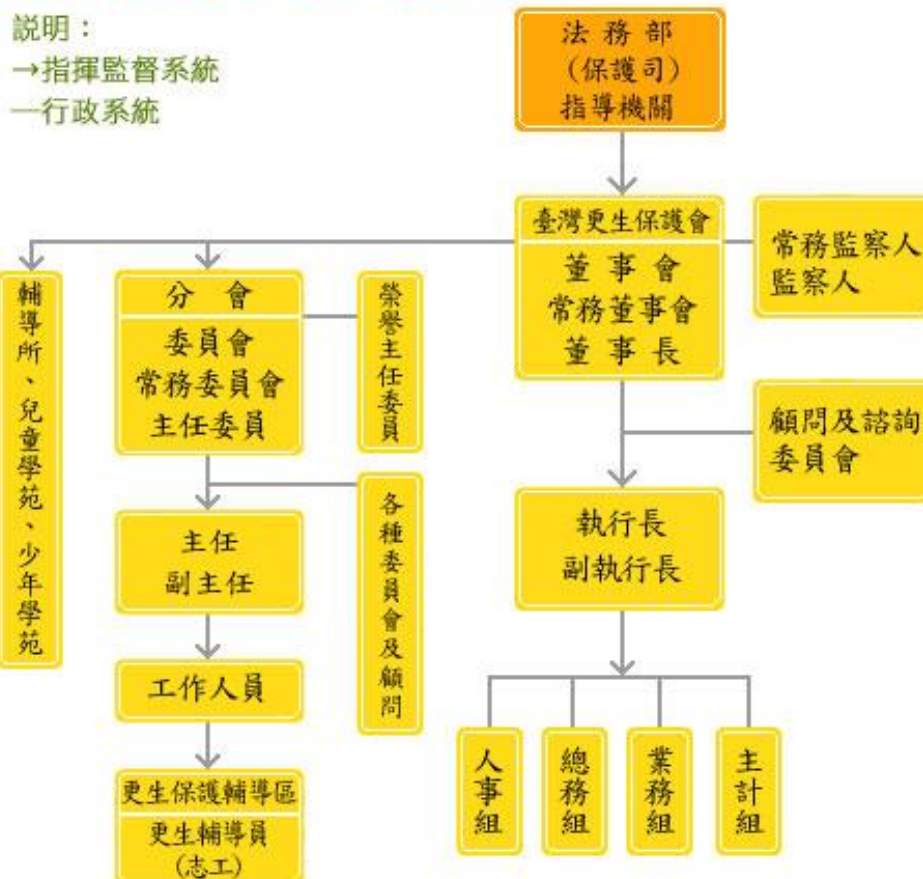 説明：
→指揮監督系統
—行政系統
法務部
（保護司）
指導機關
臺灣更生保護會
董事會
常務董事會
董事長
常務監察人
監察人
輔導所、兒童學苑、少年學苑
分會
委員會
常務委員會
主任委員
榮譽主任委員
顧問及諮詢
委員會
各種委員會及顧問
主任
副主任
執行長
副執行長
工作人員
更生保護輔導區
更生輔導員
(志工)
人事組
總務組
業務組
主計組